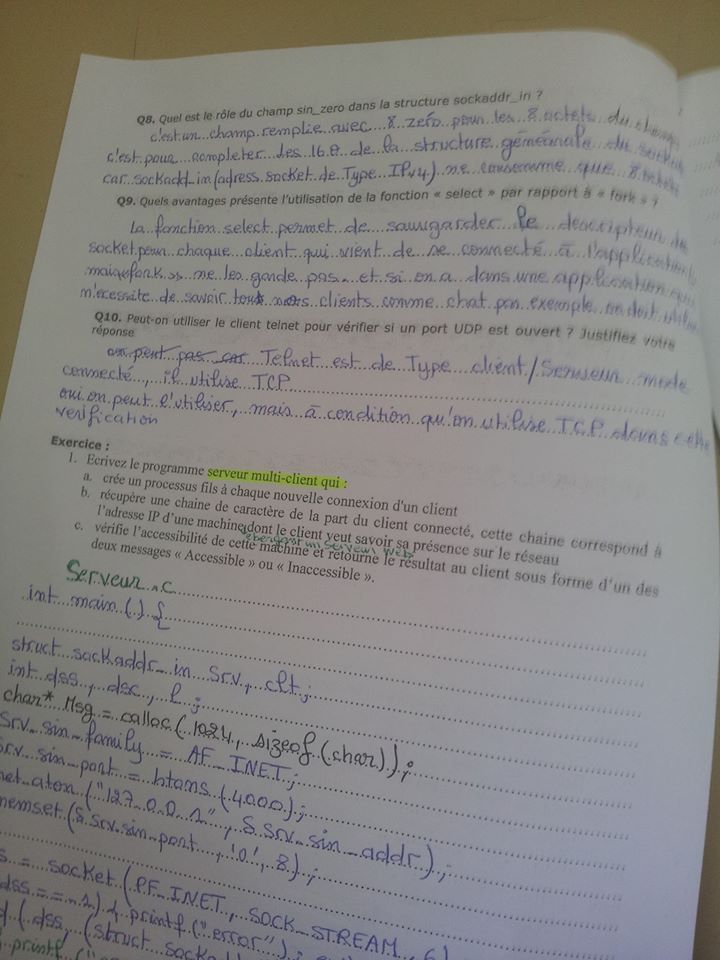 Q8. Quel est le rôle du champ sin_zero dans la structure sockaddr_in ?
c'est un champ remplie avec 8 zéro pour les 8 octets du champ
c'est pour completer les 16 o de la structure générale du socket
car sockadd_in (adress socket de Type IPv4) ne consomme que 8
Q9. Quels avantages présente l'utilisation de la fonction « select » par rapport à « fork » ?
La fonction select permet de sauvgarder le descripteur de
socket pour chaque client qui vient de se connecté à l'application
mais fork ne les garde pas et si on a dans une application qui
n'ecessite de savoir tous nos clients comme chat par exemple on doit utiliser
Q10. Peut-on utiliser le client telnet pour vérifier si un port UDP est ouvert ? Justifiez votre
réponse
on peut pas car Telnet est de Type client/Serveur mode
connecté, il utilise TCP
oui on peut l'utiliser, mais à condition qu'on utilise TCP dans cette
verification
Exercice :
1. Ecrivez le programme serveur multi-client qui :
a. crée un processus fils à chaque nouvelle connexion d'un client
b. récupère une chaine de caractère de la part du client connecté, cette chaine correspond à
l'adresse IP d'une machine dont le client veut savoir sa présence sur le réseau
hébergeant un serveur web
c. vérifie l'accessibilité de cette machine et retourne le résultat au client sous forme d'un des
deux messages « Accessible » ou « Inaccessible ».
Serveur.c
int main () {
struct sockaddr_in srv, clt;
int dss, dsc, l;
char* Msg = calloc(1024, sizeof(char));
srv.sin_family = AF_INET;
srv.sin_port = htons(4000);
net_aton("127.0.0.1", & srv.sin_addr);
memset(& srv.sin_port, '0', 8);
s = socket(PF_INET, SOCK_STREAM, 6)
dss == -1) { printf("error");
d (dss, (struct socka
printf("